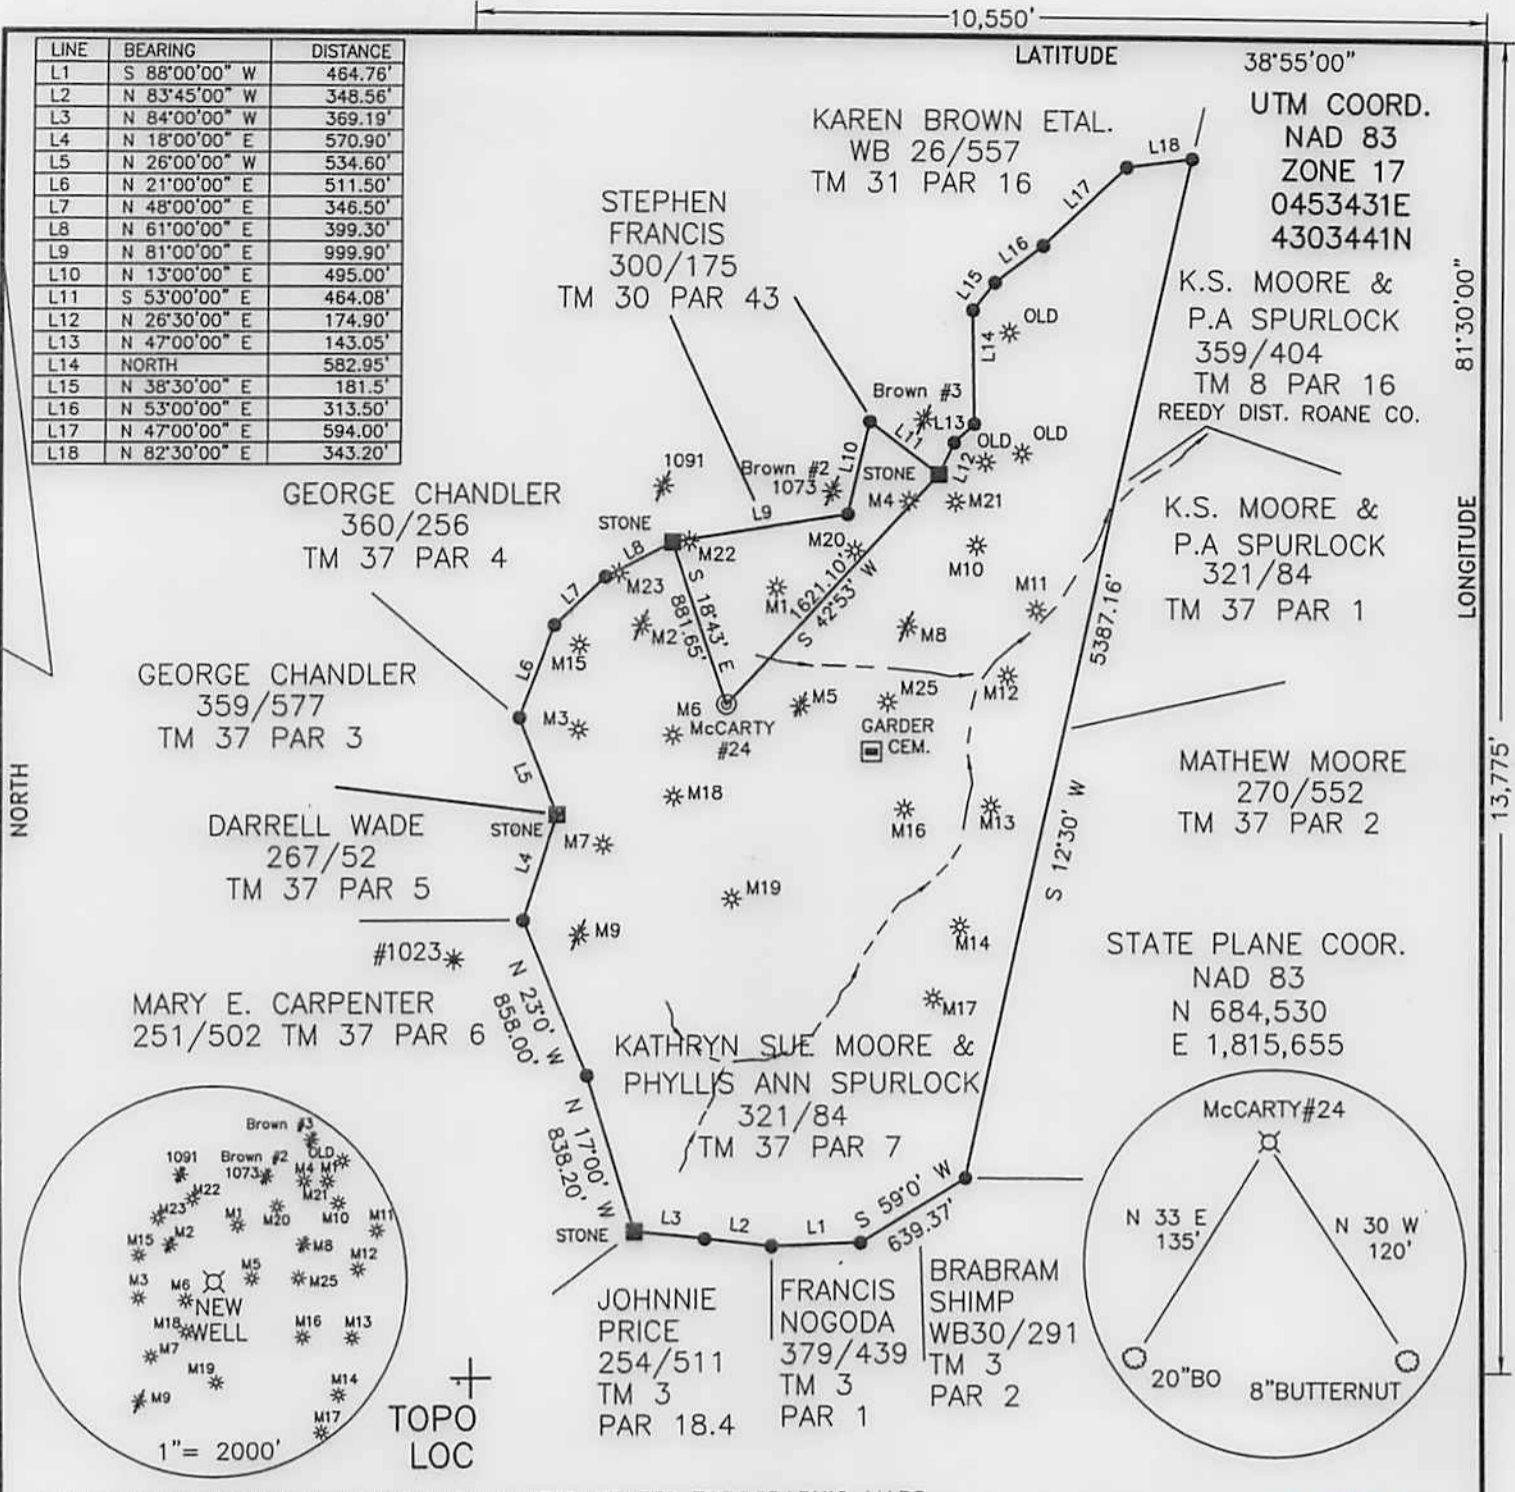 10,550'
LINE BEARING DISTANCE
L1 S 88°00'00" W 464.76'
L2 N 83°45'00" W 348.56'
L3 N 84°00'00" W 369.19'
L4 N 18°00'00" E 570.90'
L5 N 26°00'00" W 534.60'
L6 N 21°00'00" E 511.50'
L7 N 48°00'00" E 346.50'
L8 N 61°00'00" E 399.30'
L9 N 81°00'00" E 999.90'
L10 N 13°00'00" E 495.00'
L11 S 53°00'00" E 464.08'
L12 N 26°30'00" E 174.90'
L13 N 47°00'00" E 143.05'
L14 NORTH 582.95'
L15 N 38°30'00" E 181.5'
L16 N 53°00'00" E 313.50'
L17 N 47°00'00" E 594.00'
L18 N 82°30'00" E 343.20'
LATITUDE
38°55'00"
UTM COORD.
NAD 83
ZONE 17
0453431E
4303441N
81°30'00"
LONGITUDE
13,775'
NORTH
KAREN BROWN ETAL.
WB 26/557
TM 31 PAR 16
STEPHEN
FRANCIS
300/175
TM 30 PAR 43
K.S. MOORE &
P.A SPURLOCK
359/404
TM 8 PAR 16
REEDY DIST. ROANE CO.
K.S. MOORE &
P.A SPURLOCK
321/84
TM 37 PAR 1
GEORGE CHANDLER
360/256
TM 37 PAR 4
GEORGE CHANDLER
359/577
TM 37 PAR 3
DARRELL WADE
267/52
TM 37 PAR 5
#1023
MARY E. CARPENTER
251/502 TM 37 PAR 6
MATHEW MOORE
270/552
TM 37 PAR 2
STATE PLANE COOR.
NAD 83
N 684,530
E 1,815,655
L18
L17
L16
L15
OLD
L14
Brown #3
L13
L11
OLD
OLD
L12
L10
STONE
1091
Brown #2
1073
M4
M21
L9
STONE
L8
M22
M20
M10
M23
L7
M1
M11
S 18°43' E
881.65'
1621.10'
S 42°53' W
M2
M8
M15
5387.16'
S 12°30' W
L6
M12
M25
M5
M3
M6
McCARTY
#24
GARDER
CEM.
L5
M18
M16
M13
STONE
M7
L4
M19
M9
M14
M17
N 23°0' W
858.00'
KATHRYN SUE MOORE &
PHYLLIS ANN SPURLOCK
321/84
TM 37 PAR 7
N 17°00' W
838.20'
STONE
L3
L2
L1
S 59°0' W
639.37'
JOHNNIE
PRICE
254/511
TM 3
PAR 18.4
FRANCIS
NOGODA
379/439
TM 3
PAR 1
BRABRAM
SHIMP
WB30/291
TM 3
PAR 2
Brown #3
1091
Brown #2
1073
OLD
M4
M1
M22
M21
M23
M1
M20
M10
M11
M2
M15
M8
M12
M3
M6
M5
M25
NEW
WELL
M18
M16
M13
M7
M19
M14
M9
M17
1"= 2000'
TOPO
LOC
McCARTY#24
N 33 E
135'
N 30 W
120'
20"BO
8"BUTTERNUT